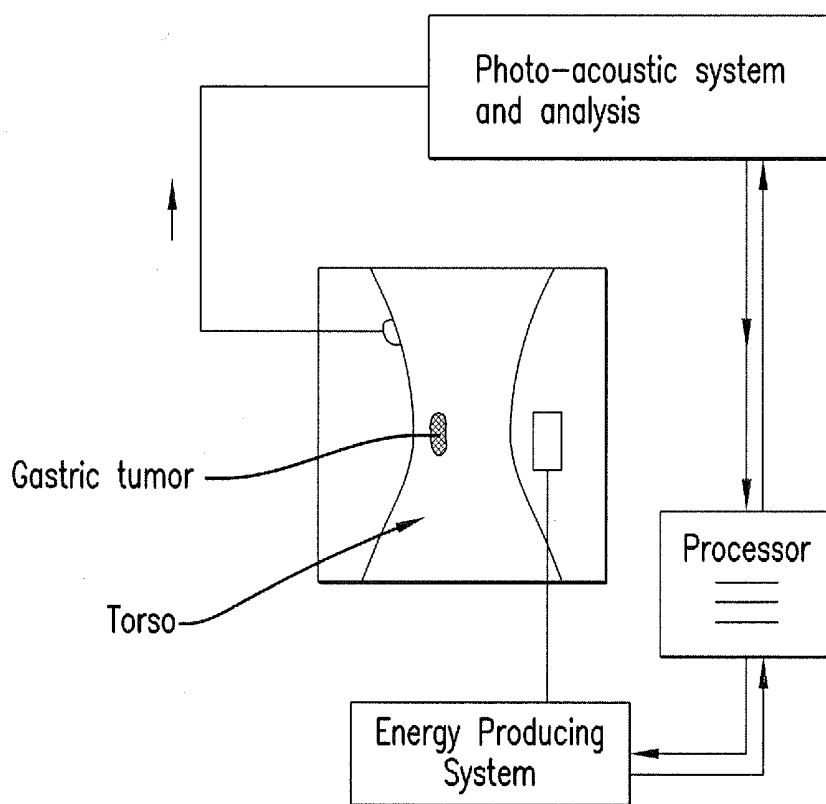 Photo-acoustic system
and analysis
Gastric tumor
Processor
Torso
Energy Producing
System